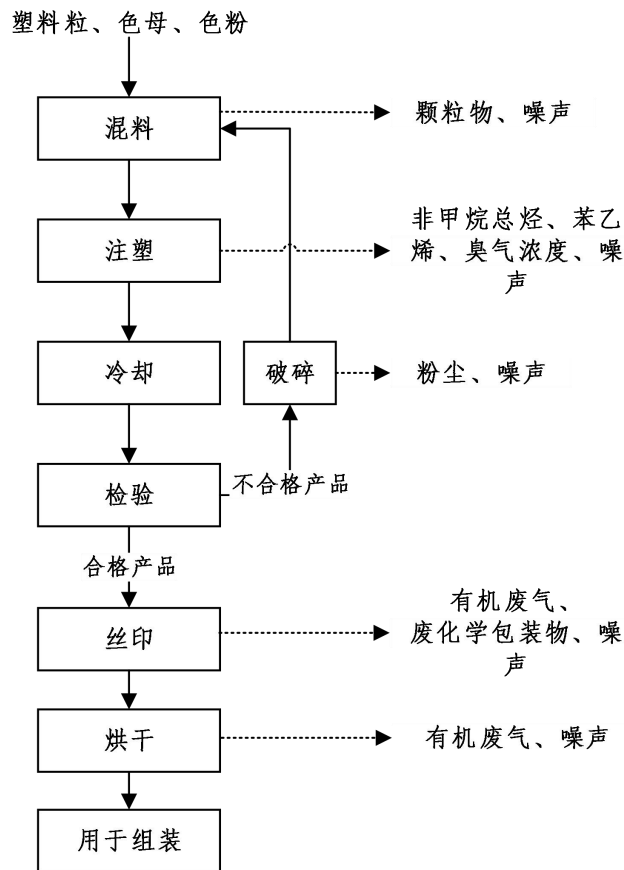 塑料粒、色母、色粉
混料
颗粒物、噪声
注塑
非甲烷总烃、苯乙
烯、臭气浓度、噪
声
冷却
破碎
粉尘、噪声
检验
不合格产品
合格产品
丝印
有机废气、
废化学包装物、噪
声
烘干
有机废气、噪声
用于组装